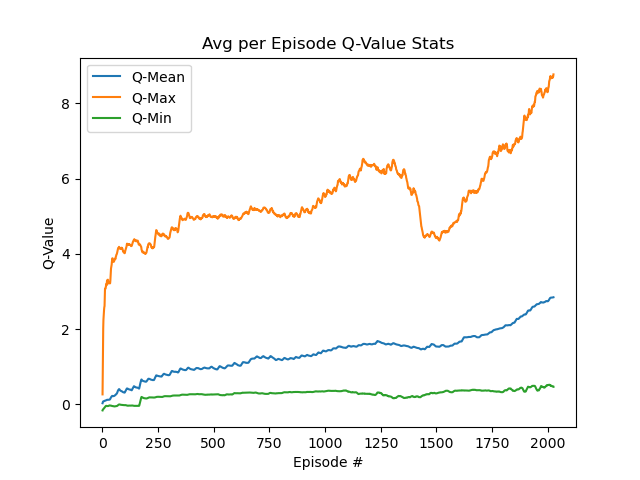 Avg per Episode Q-Value Stats
Q-Mean
Q-Max
Q-Min
Q-Value
8
6
4
2
0
0 250 500 750 1000 1250 1500 1750 2000
Episode #